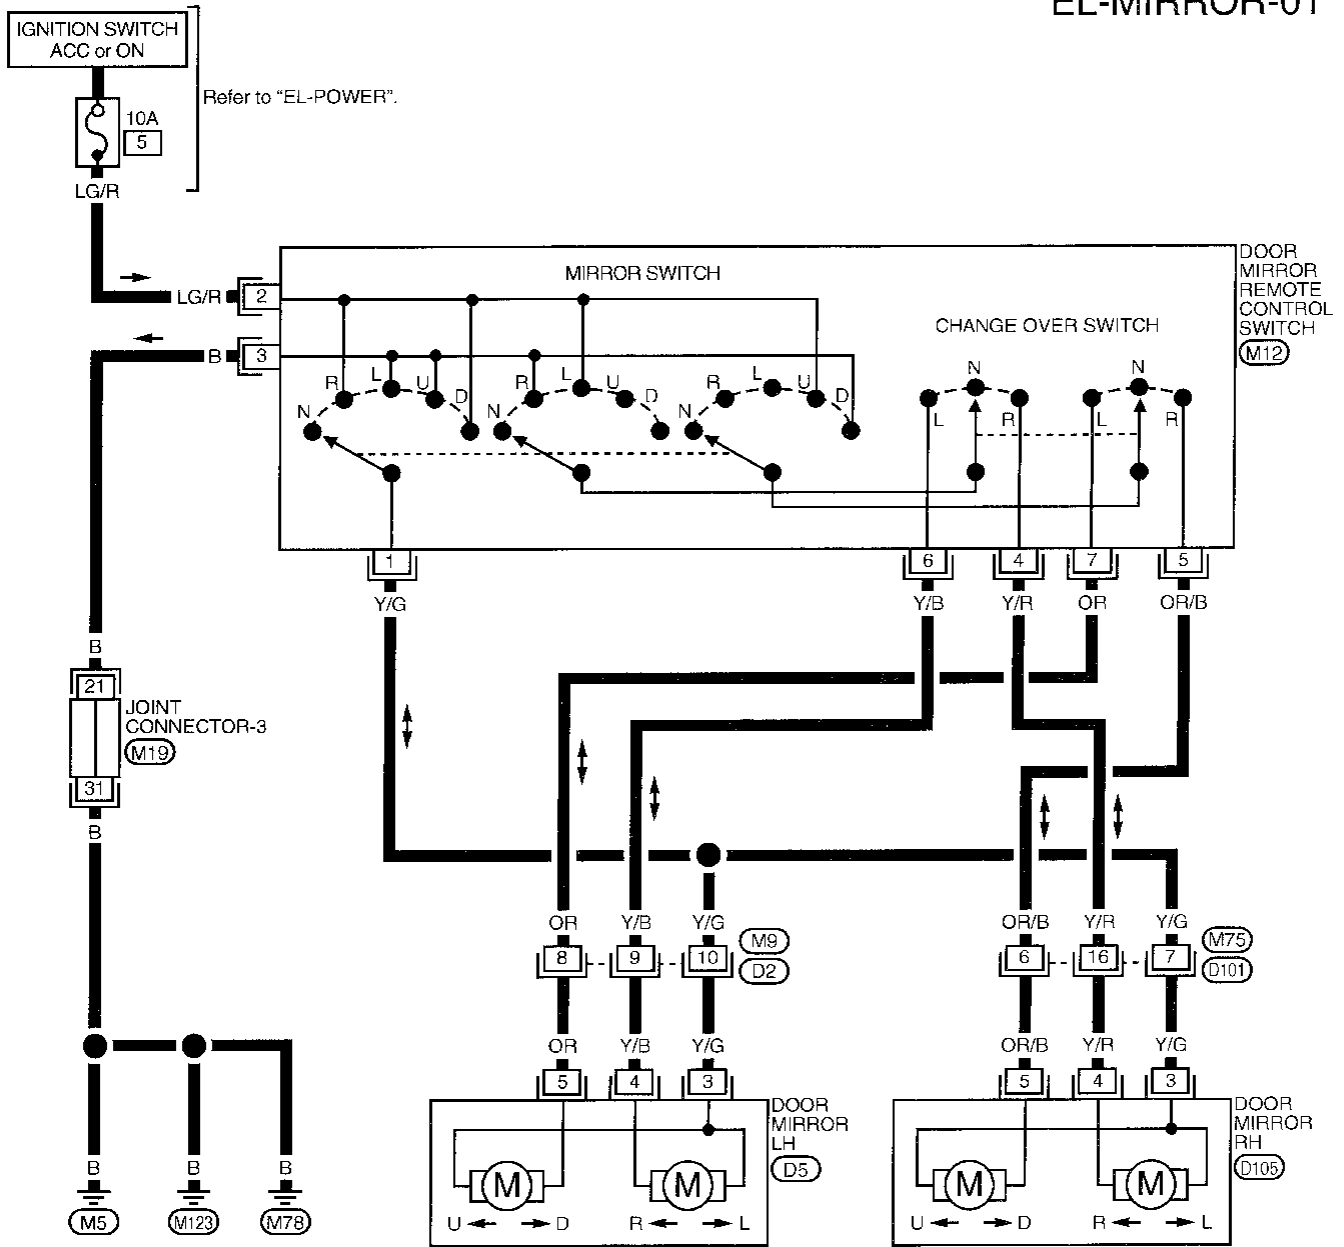 EL-MIRROR-01
IGNITION SWITCH
ACC or ON
Refer to "EL-POWER".
10A
5
LG/R
DOOR
MIRROR
REMOTE
CONTROL
SWITCH
M12
MIRROR SWITCH
CHANGE OVER SWITCH
LG/R 2
B 3
N R L U D
N R L U D
N R L U D
L N R
L N R
1 6 4 7 5
Y/G Y/B Y/R OR OR/B
B
21
JOINT
CONNECTOR-3
M19
31
B
OR Y/B Y/G OR/B Y/R Y/G
8 9 10 M9 6 16 7 M75
D2 D101
OR Y/B Y/G OR/B Y/R Y/G
5 4 3 5 4 3
DOOR
MIRROR
LH
D5
DOOR
MIRROR
RH
D105
M M M M
U D R L U D R L
B B B
M5 M123 M78